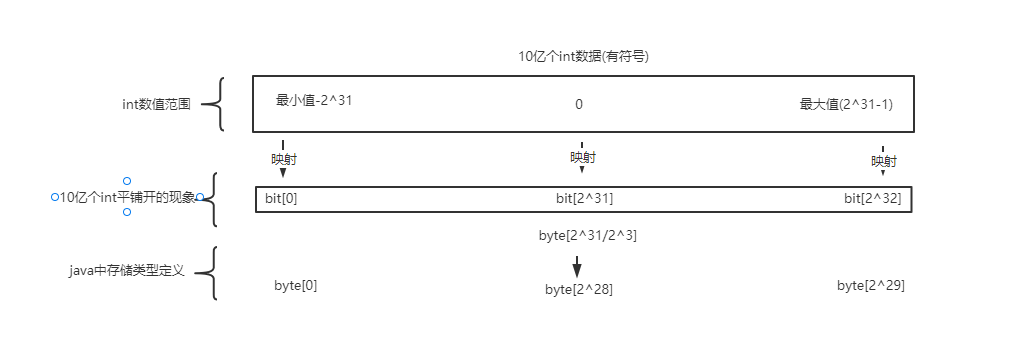 10亿个int数据(有符号)
int数值范围
最小值-2^31
0
最大值(2^31-1)
映射
映射
映射
10亿个int平铺开的现象
bit[0]
bit[2^31]
bit[2^32]
byte[2^31/2^3]
java中存储类型定义
byte[0]
byte[2^28]
byte[2^29]